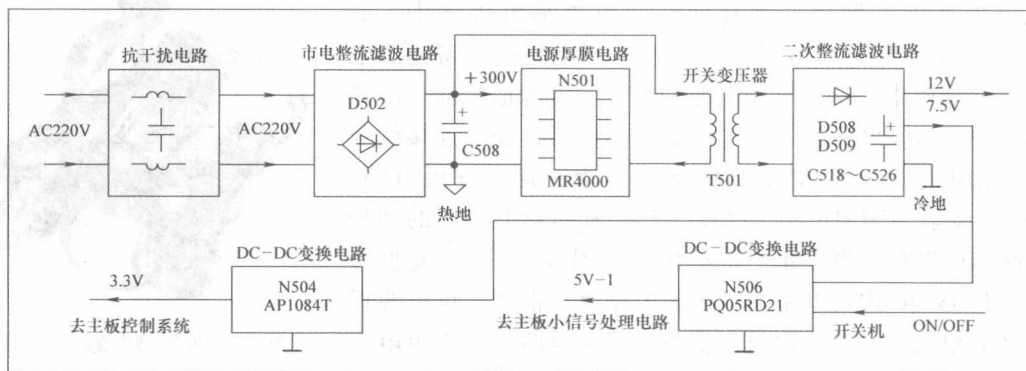 抗干扰电路
市电整流滤波电路
电源厚膜电路
二次整流滤波电路
+300V
N501
开关变压器
12V
7.5V
D502
AC220V
AC220V
+
C508
D508
D509
+
MR4000
T501
C518～C526
热地
冷地
DC-DC变换电路
DC-DC变换电路
3.3V
N504
AP1084T
5V-1
N506
PQ05RD21
去主板控制系统
去主板小信号处理电路
开关机
ON/OFF